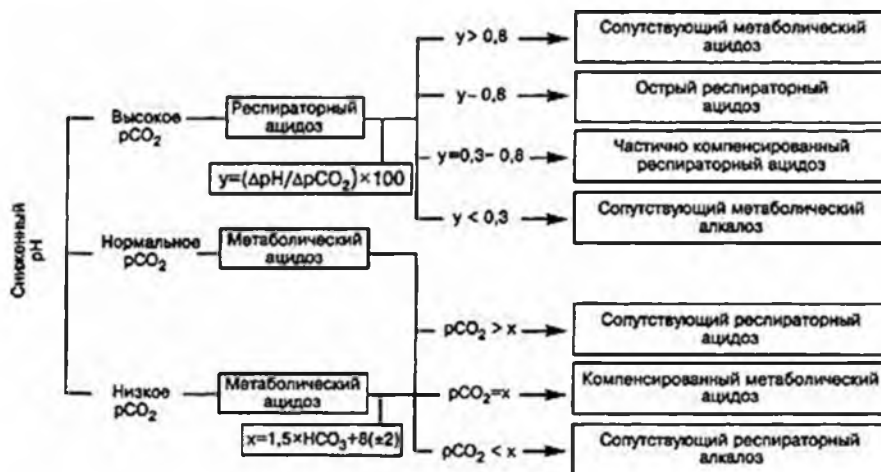 Сниженный
pH
Высокое
pCO₂
Респираторный
ацидоз
y=(ΔpH/ΔpCO₂)×100
y > 0,8
Сопутствующий метаболический
ацидоз
y – 0,8
Острый респираторный
ацидоз
y=0,3– 0,8
Частично компенсированный
респираторный ацидоз
y < 0,3
Сопутствующий метаболический
алкалоз
Нормальное
pCO₂
Метаболический
ацидоз
Низкое
pCO₂
Метаболический
ацидоз
x=1,5×HCO₃+8(±2)
pCO₂ > x
Сопутствующий респираторный
ацидоз
pCO₂=x
Компенсированный метаболический
ацидоз
pCO₂ < x
Сопутствующий респираторный
алкалоз